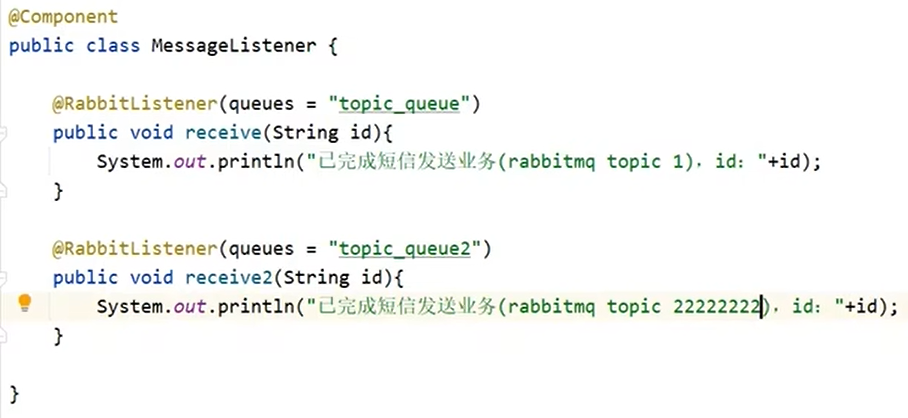 @Component
public class MessageListener {
@RabbitListener(queues = "topic_queue")
public void receive(String id){
System.out.println("已完成短信发送业务(rabbitmq topic 1)，id："+id);
}
@RabbitListener(queues = "topic_queue2")
public void receive2(String id){
System.out.println("已完成短信发送业务(rabbitmq topic 22222222)，id："+id);
}
}